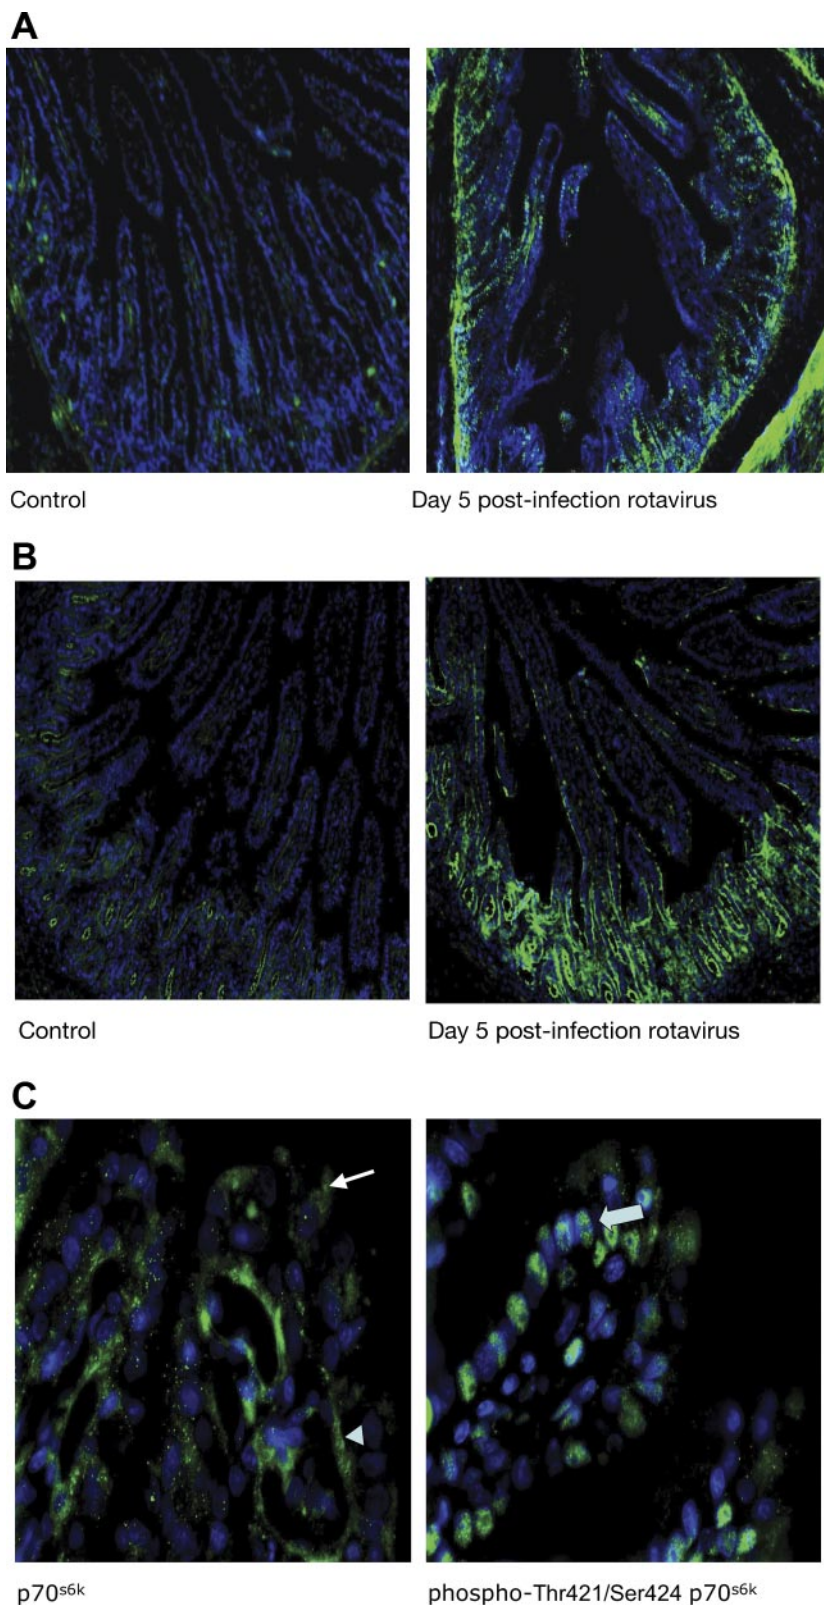 A
Control
Day 5 post-infection rotavirus
B
Control
Day 5 post-infection rotavirus
C
p70s6k
phospho-Thr421/Ser424 p70s6k